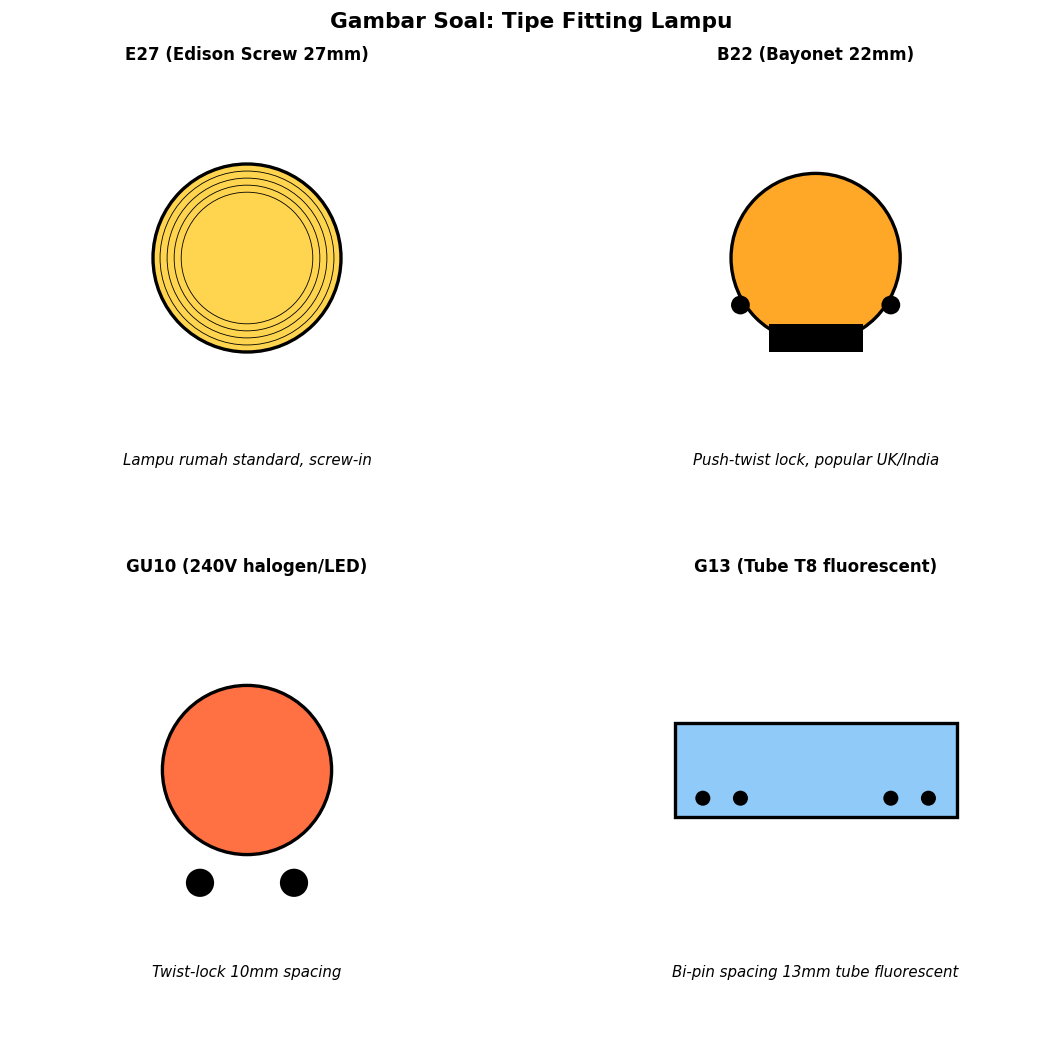 Gambar Soal: Tipe Fitting Lampu
E27 (Edison Screw 27mm)
B22 (Bayonet 22mm)
Lampu rumah standard, screw-in
Push-twist lock, popular UK/India
GU10 (240V halogen/LED)
G13 (Tube T8 fluorescent)
Twist-lock 10mm spacing
Bi-pin spacing 13mm tube fluorescent